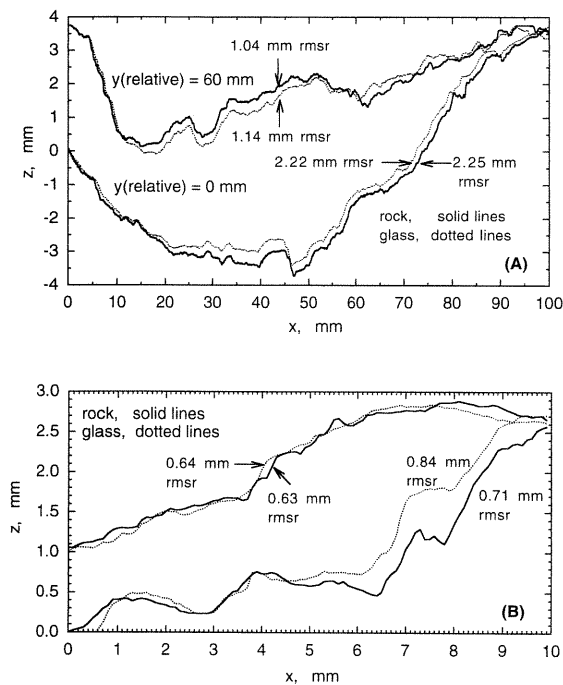 4
3
2
1
0
-1
-2
-3
-4
z, mm
1.04 mm rmsr
y(relative) = 60 mm
1.14 mm rmsr
2.22 mm rmsr
2.25 mm
rmsr
y(relative) = 0 mm
rock, solid lines
glass, dotted lines
(A)
0 10 20 30 40 50 60 70 80 90 100
x, mm
3.0
2.5
2.0
1.5
1.0
0.5
0.0
z, mm
rock, solid lines
glass, dotted lines
0.64 mm
rmsr
0.63 mm
rmsr
0.84 mm
rmsr
0.71 mm
rmsr
(B)
0 1 2 3 4 5 6 7 8 9 10
x, mm